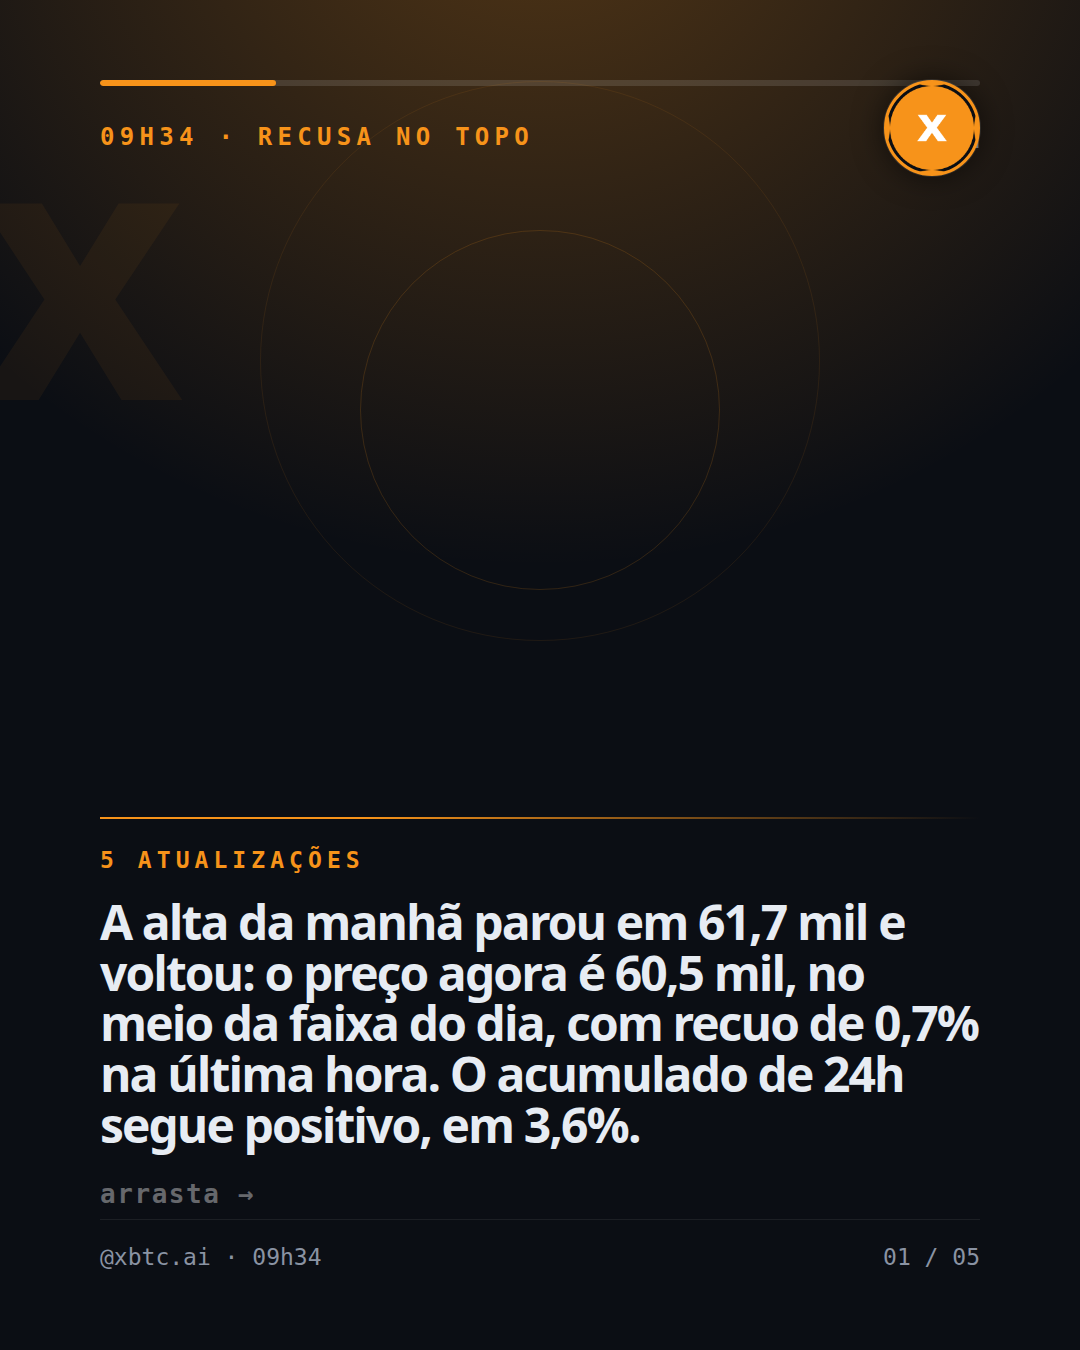 09H34 · RECUSA NO TOPO
X
X
5 ATUALIZAÇÕES
A alta da manhã parou em 61,7 mil e
voltou: o preço agora é 60,5 mil, no
meio da faixa do dia, com recuo de 0,7%
na última hora. O acumulado de 24h
segue positivo, em 3,6%.
arrasta →
@xbtc.ai · 09h34
01 / 05